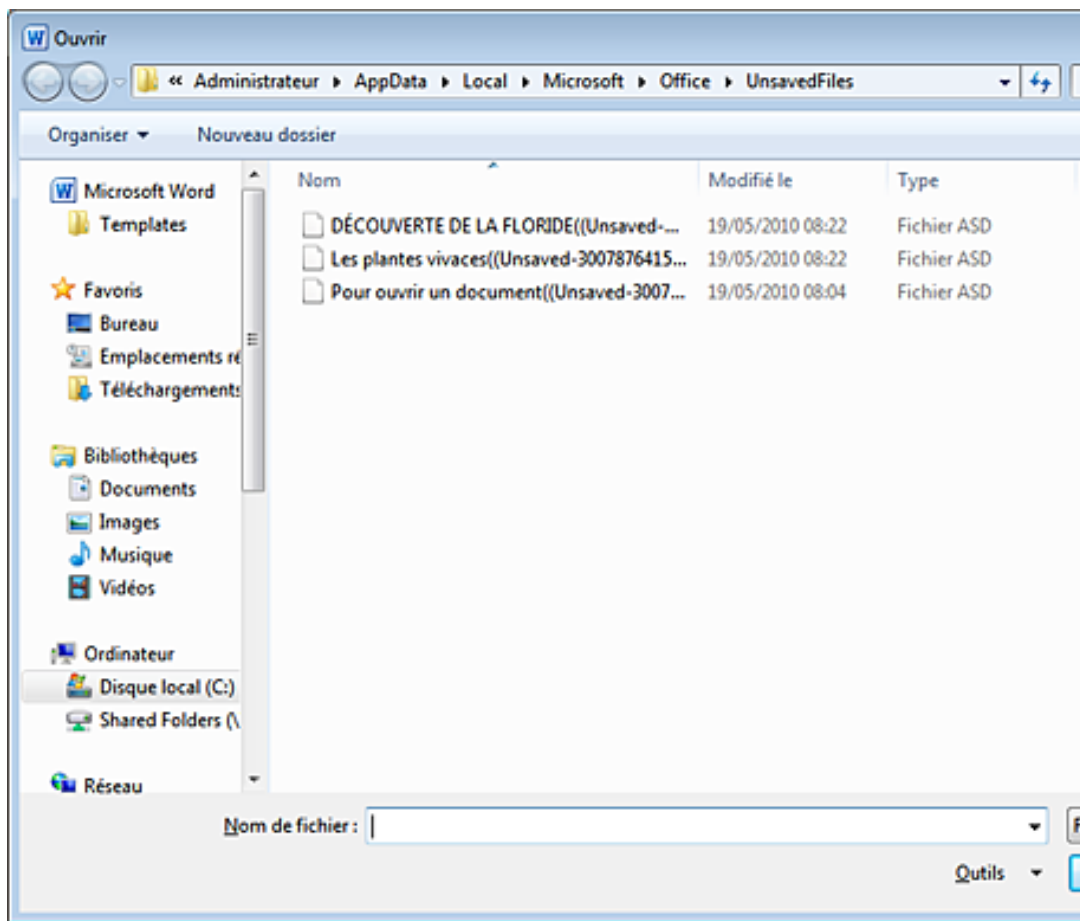 Ouvrir
« Administrateur ▸ AppData ▸ Local ▸ Microsoft ▸ Office ▸ UnsavedFiles
Organiser Nouveau dossier
Microsoft Word
Templates
Favoris
Bureau
Emplacements ré
Téléchargements
Bibliothèques
Documents
Images
Musique
Vidéos
Ordinateur
Disque local (C:)
Shared Folders (\
Réseau
Nom Modifié le Type
DÉCOUVERTE DE LA FLORIDE((Unsaved-... 19/05/2010 08:22 Fichier ASD
Les plantes vivaces((Unsaved-3007876415... 19/05/2010 08:22 Fichier ASD
Pour ouvrir un document((Unsaved-3007... 19/05/2010 08:04 Fichier ASD
Nom de fichier :
Outils